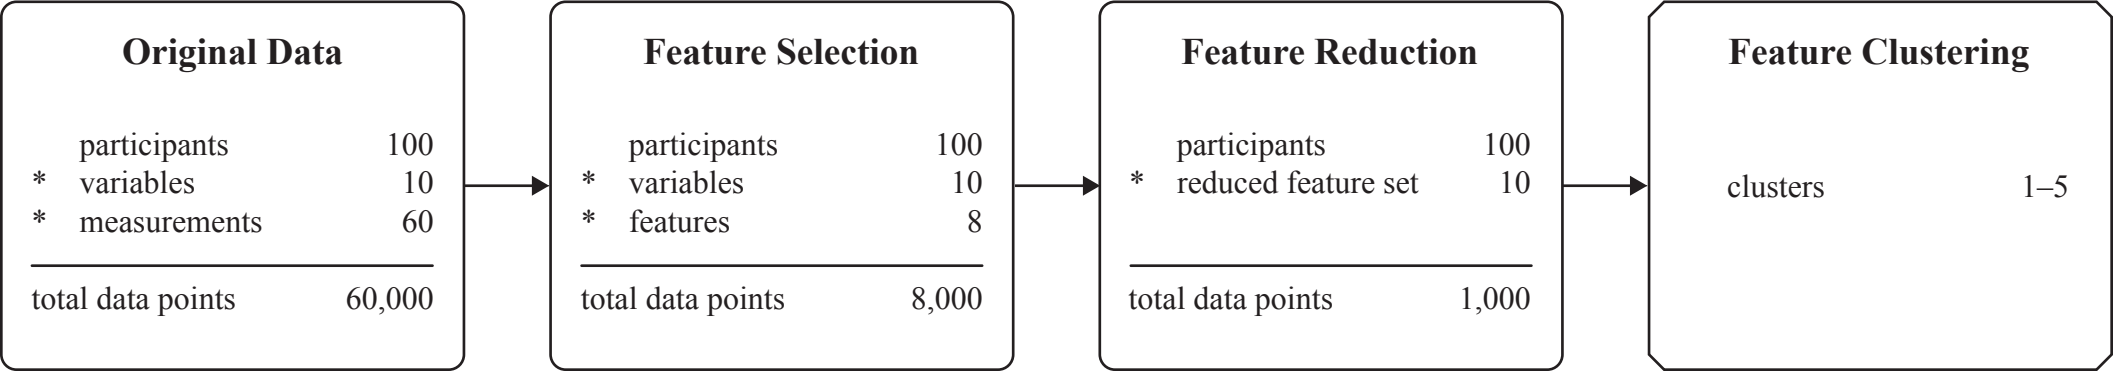 Original Data
participants 100
* variables 10
* measurements 60
total data points 60,000
Feature Selection
participants 100
* variables 10
* features 8
total data points 8,000
Feature Reduction
participants 100
* reduced feature set 10
total data points 1,000
Feature Clustering
clusters 1–5